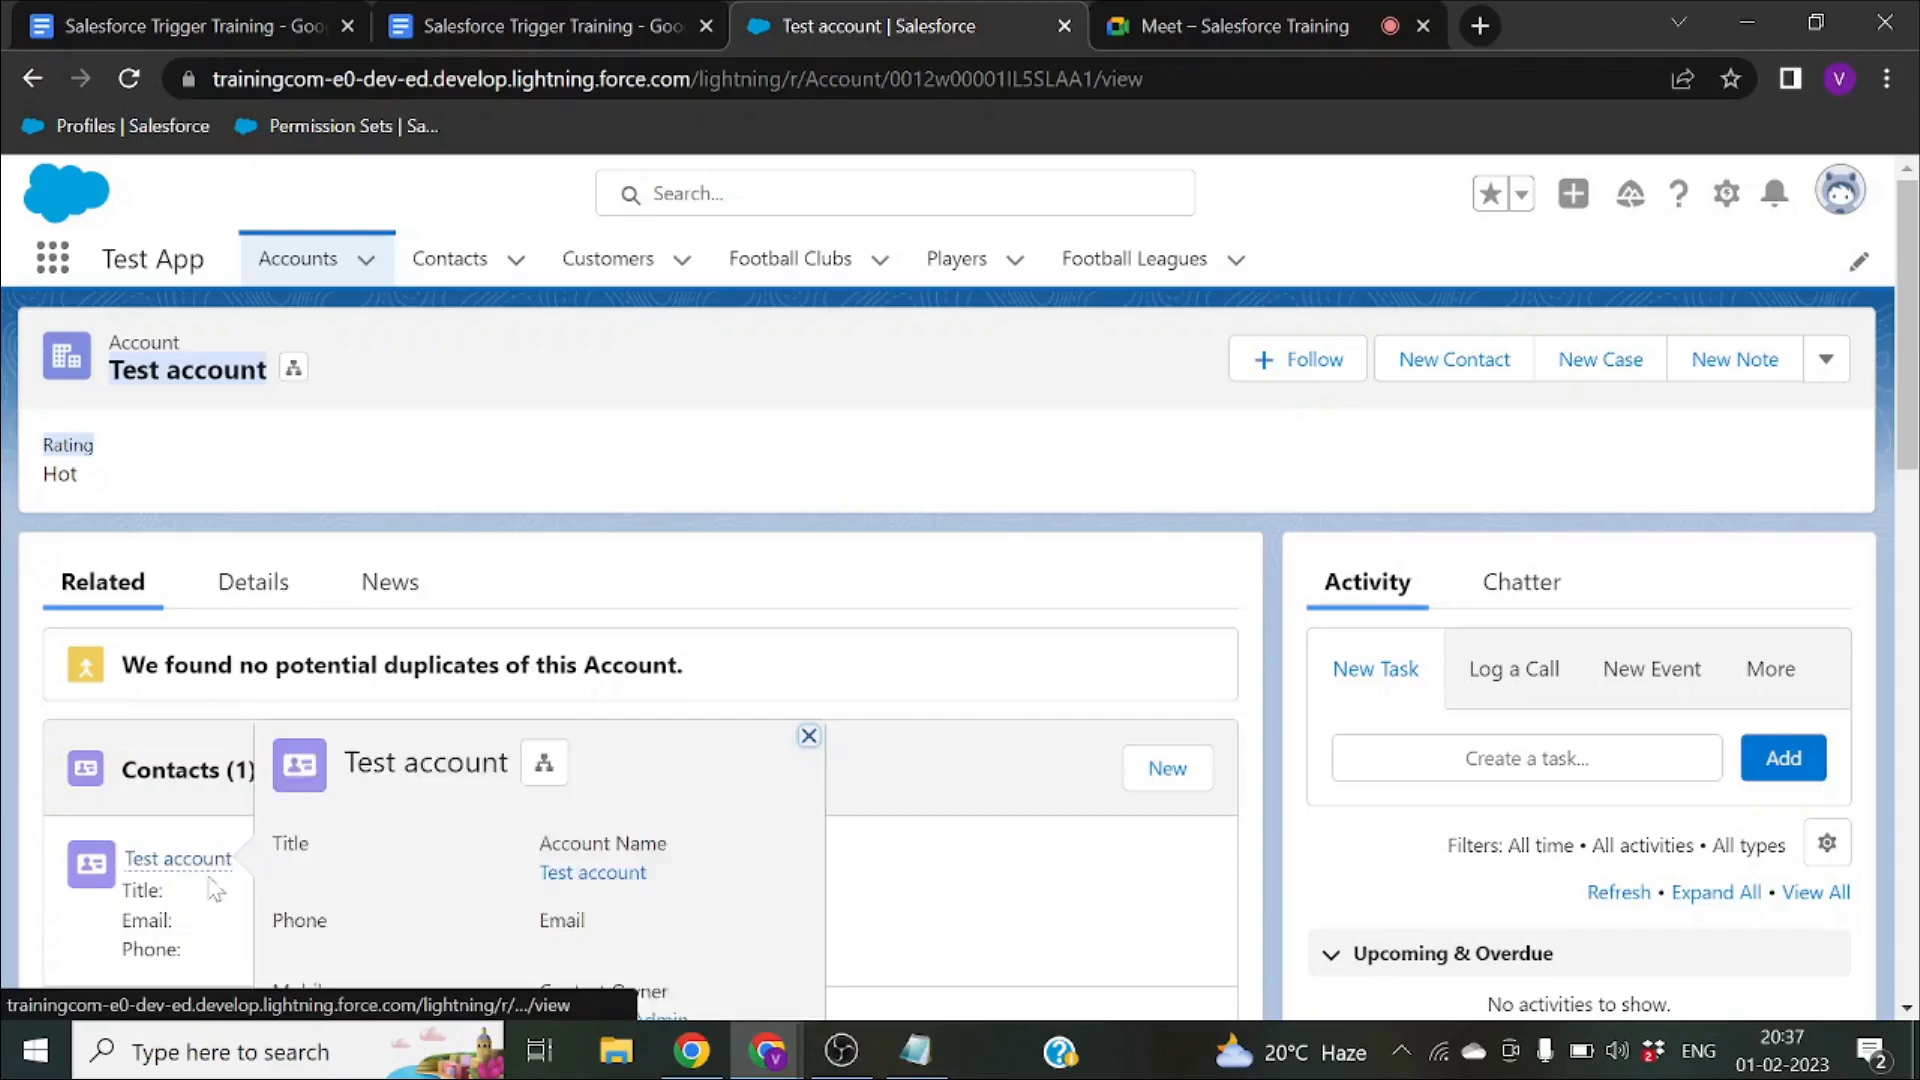 Salesforce Trigger Training - Goo
Salesforce Trigger Training - Goo
Test account | Salesforce
Meet – Salesforce Training
trainingcom-e0-dev-ed.develop.lightning.force.com/lightning/r/Account/0012w00001IL5SLAA1/view
V
Profiles | Salesforce
Permission Sets | Sa...
Search...
Test App
Accounts
Contacts
Customers
Football Clubs
Players
Football Leagues
Account
Test account
Follow
New Contact
New Case
New Note
Rating
Hot
Related
Details
News
Activity
Chatter
We found no potential duplicates of this Account.
New Task
Log a Call
New Event
More
Create a task...
Add
Contacts (1)
Test account
New
Title
Account Name
Test account
Phone
Email
Test account
Title:
Email:
Phone:
Filters: All time • All activities • All types
Refresh • Expand All • View All
Upcoming & Overdue
No activities to show.
trainingcom-e0-dev-ed.develop.lightning.force.com/lightning/r/.../view
Type here to search
V
20°C Haze
2
ENG
20:37
01-02-2023
2